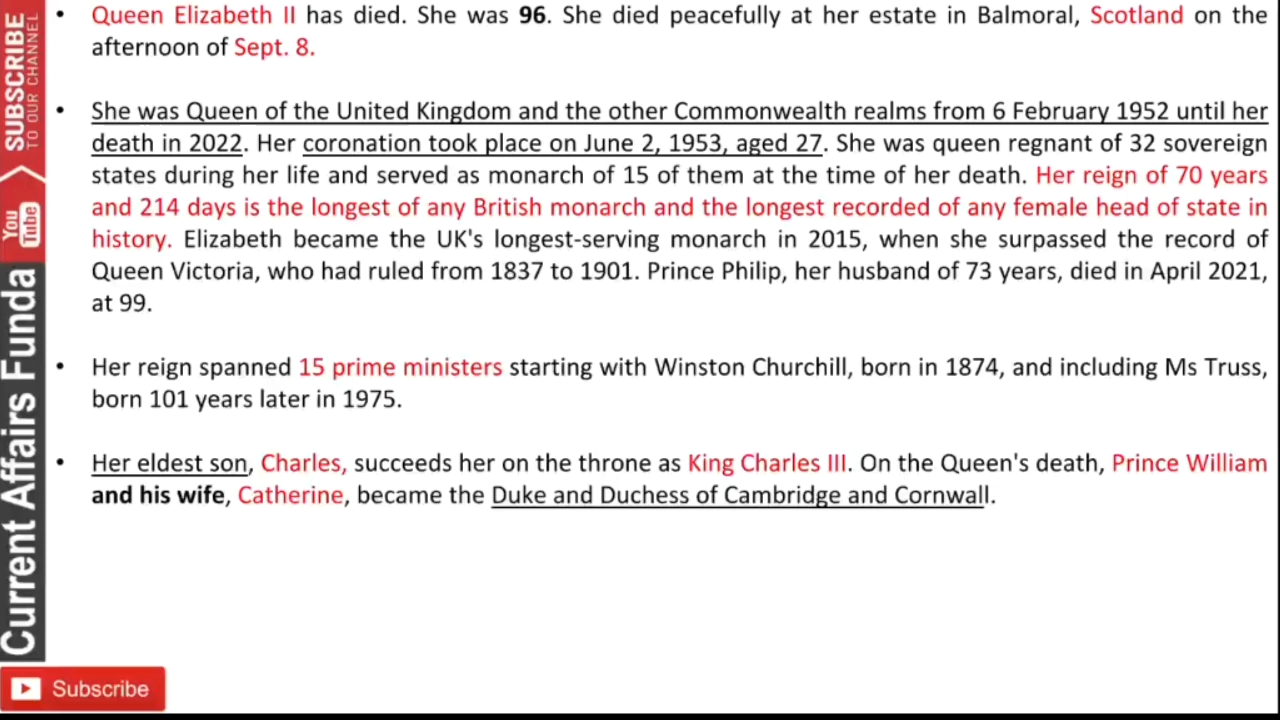 • Queen Elizabeth II has died. She was 96. She died peacefully at her estate in Balmoral, Scotland on the
afternoon of Sept. 8.
• She was Queen of the United Kingdom and the other Commonwealth realms from 6 February 1952 until her
death in 2022. Her coronation took place on June 2, 1953, aged 27. She was queen regnant of 32 sovereign
states during her life and served as monarch of 15 of them at the time of her death. Her reign of 70 years
and 214 days is the longest of any British monarch and the longest recorded of any female head of state in
history. Elizabeth became the UK's longest-serving monarch in 2015, when she surpassed the record of
Queen Victoria, who had ruled from 1837 to 1901. Prince Philip, her husband of 73 years, died in April 2021,
at 99.
• Her reign spanned 15 prime ministers starting with Winston Churchill, born in 1874, and including Ms Truss,
born 101 years later in 1975.
• Her eldest son, Charles, succeeds her on the throne as King Charles III. On the Queen's death, Prince William
and his wife, Catherine, became the Duke and Duchess of Cambridge and Cornwall.
SUBSCRIBE
TO OUR CHANNEL
You
Tube
Current Affairs Funda
Subscribe